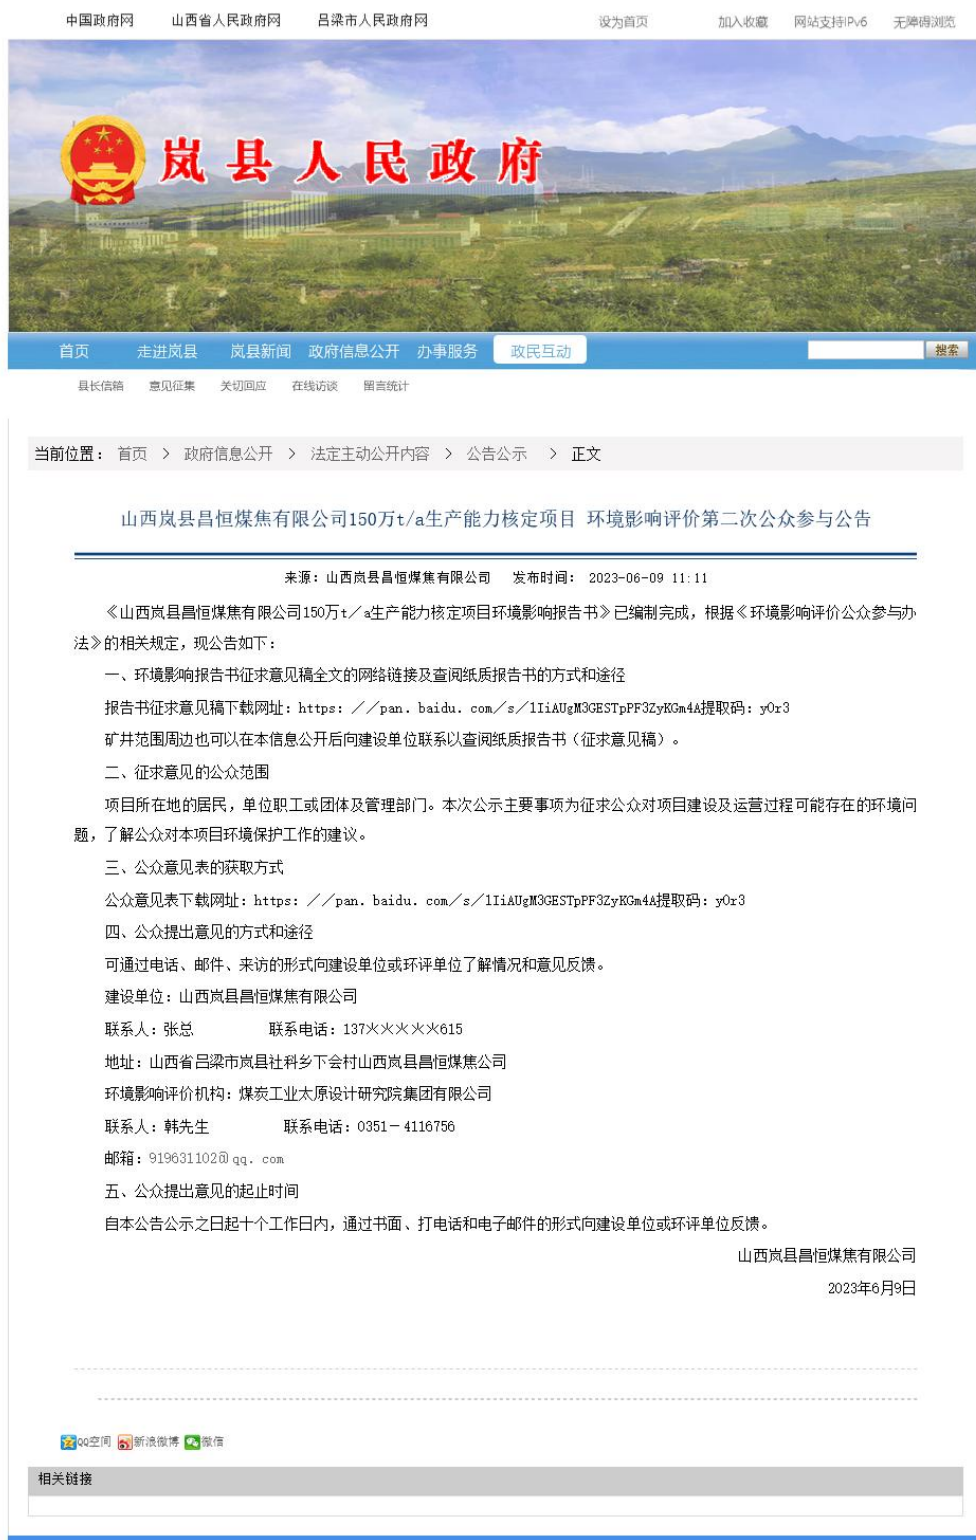 中国政府网 山西省人民政府网 吕梁市人民政府网 设为首页 加入收藏 网站支持IPv6 无障碍浏览
岚县人民政府
首页 走进岚县 岚县新闻 政府信息公开 办事服务 政民互动 搜索
县长信箱 意见征集 关切回应 在线访谈 留言统计
当前位置： 首页 > 政府信息公开 > 法定主动公开内容 > 公告公示 > 正文
山西岚县昌恒煤焦有限公司150万t/a生产能力核定项目 环境影响评价第二次公众参与公告
来源：山西岚县昌恒煤焦有限公司 发布时间： 2023-06-09 11:11
《山西岚县昌恒煤焦有限公司150万t／a生产能力核定项目环境影响报告书》已编制完成，根据《环境影响评价公众参与办
法》的相关规定，现公告如下：
一、环境影响报告书征求意见稿全文的网络链接及查阅纸质报告书的方式和途径
报告书征求意见稿下载网址：https：／／pan．baidu．com／s／1IiAUgM3GESTpPF3ZyKGm4A提取码：y0r3
矿井范围周边也可以在本信息公开后向建设单位联系以查阅纸质报告书（征求意见稿）。
二、征求意见的公众范围
项目所在地的居民，单位职工或团体及管理部门。本次公示主要事项为征求公众对项目建设及运营过程可能存在的环境问
题，了解公众对本项目环境保护工作的建议。
三、公众意见表的获取方式
公众意见表下载网址：https：／／pan．baidu．com／s／1IiAUgM3GESTpPF3ZyKGm4A提取码：y0r3
四、公众提出意见的方式和途径
可通过电话、邮件、来访的形式向建设单位或环评单位了解情况和意见反馈。
建设单位：山西岚县昌恒煤焦有限公司
联系人：张总 联系电话：137×××××615
地址：山西省吕梁市岚县社科乡下会村山西岚县昌恒煤焦公司
环境影响评价机构：煤炭工业太原设计研究院集团有限公司
联系人：韩先生 联系电话：0351－4116756
邮箱：919631102@qq．com
五、公众提出意见的起止时间
自本公告公示之日起十个工作日内，通过书面、打电话和电子邮件的形式向建设单位或环评单位反馈。
山西岚县昌恒煤焦有限公司
2023年6月9日
QQ空间 新浪微博 微信
相关链接